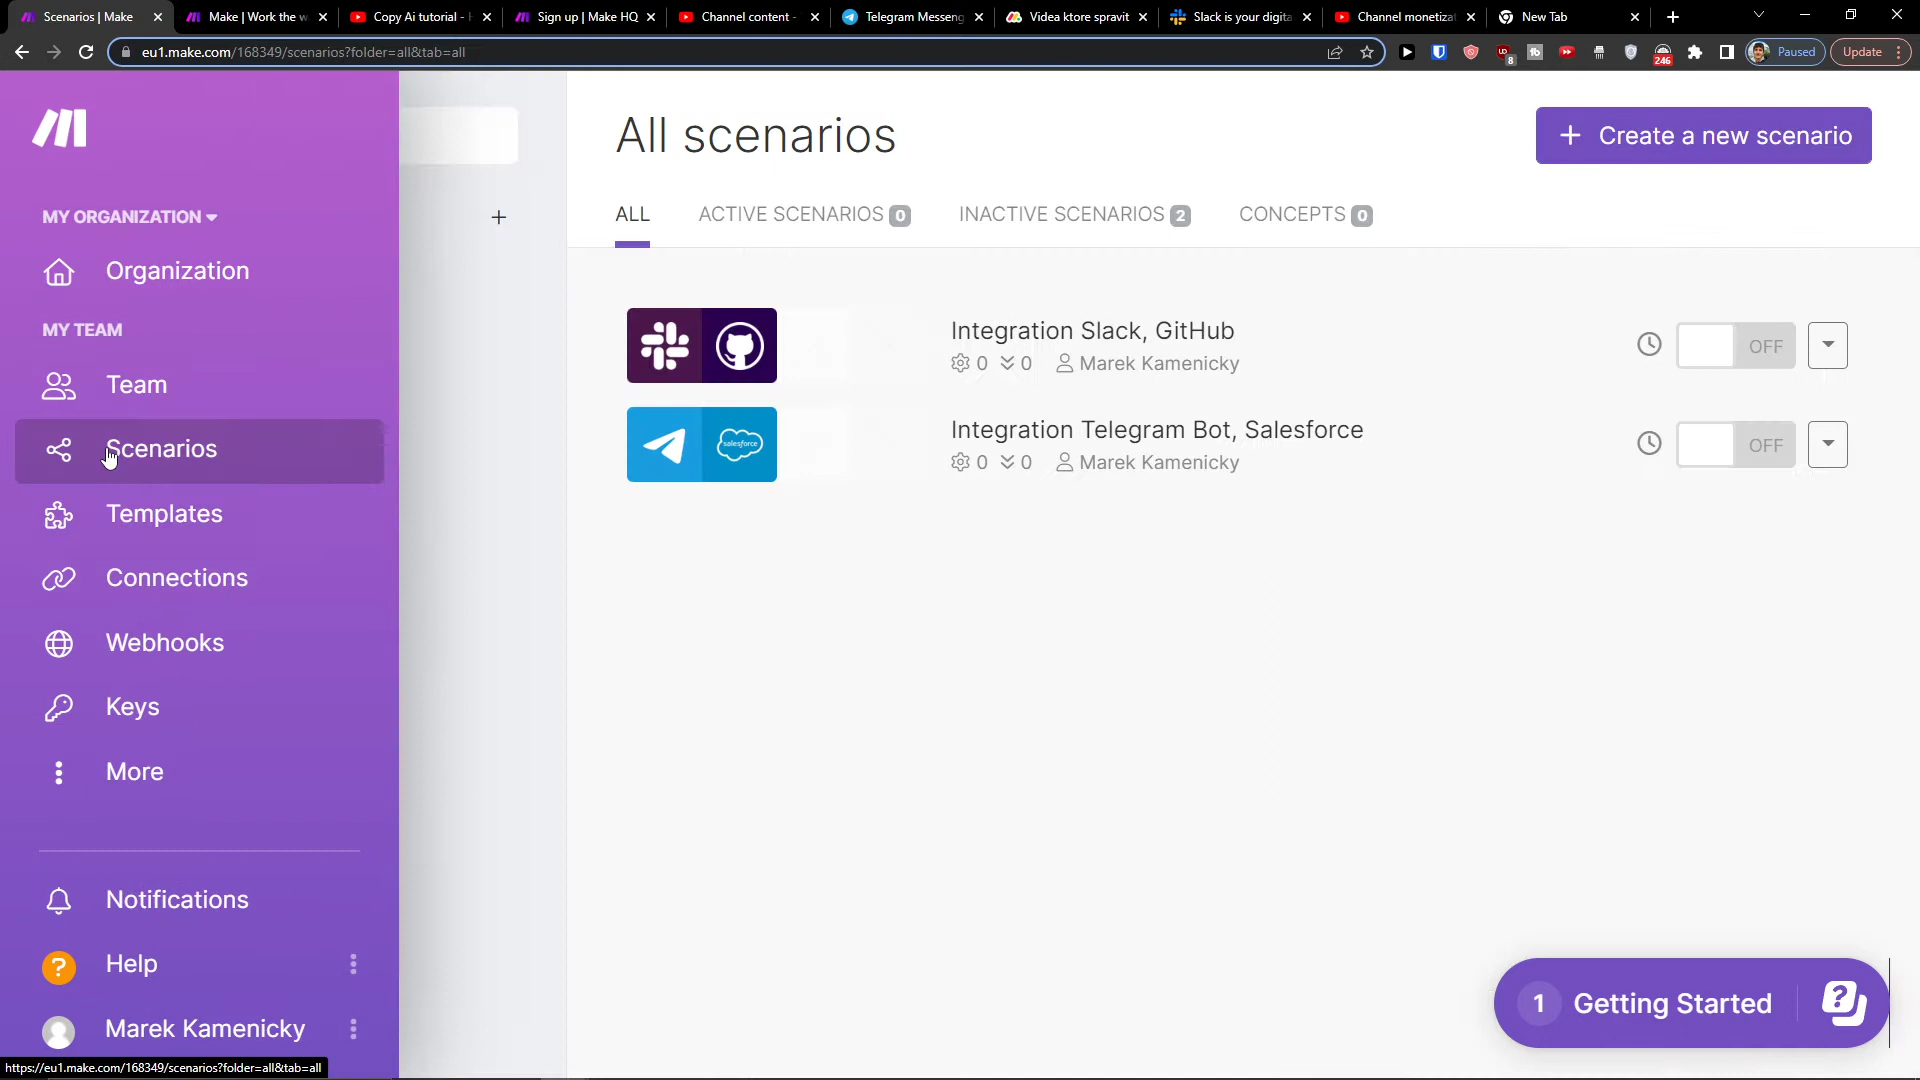 Scenarios | Make
Make | Work the w
Copy Ai tutorial -
Sign up | Make HQ
Channel content -
Telegram Messeng
Videa ktore spravit
Slack is your digita
Channel monetizat
New Tab
eu1.make.com/168349/scenarios?folder=all&tab=all
8
246
Paused
Update
MY ORGANIZATION
Organization
MY TEAM
Team
Scenarios
Templates
Connections
Webhooks
Keys
More
Notifications
? Help
Marek Kamenicky
https://eu1.make.com/168349/scenarios?folder=all&tab=all
All scenarios
+ Create a new scenario
ALL
ACTIVE SCENARIOS 0
INACTIVE SCENARIOS 2
CONCEPTS 0
Integration Slack, GitHub
0 0 Marek Kamenicky
OFF
salesforce
Integration Telegram Bot, Salesforce
0 0 Marek Kamenicky
OFF
1 Getting Started ?